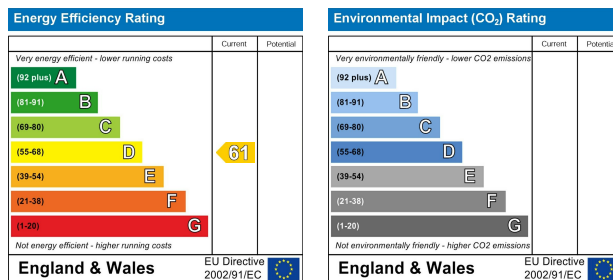 Energy Efficiency Rating
Current Potential
Very energy efficient - lower running costs
(92 plus) A
(81-91) B
(69-80) C
(55-68) D
61
(39-54) E
(21-38) F
(1-20) G
Not energy efficient - higher running costs
England & Wales
EU Directive
2002/91/EC
Environmental Impact (CO₂) Rating
Current Potential
Very environmentally friendly - lower CO2 emissions
(92 plus) A
(81-91) B
(69-80) C
(55-68) D
(39-54) E
(21-38) F
(1-20) G
Not environmentally friendly - higher CO2 emissions
England & Wales
EU Directive
2002/91/EC